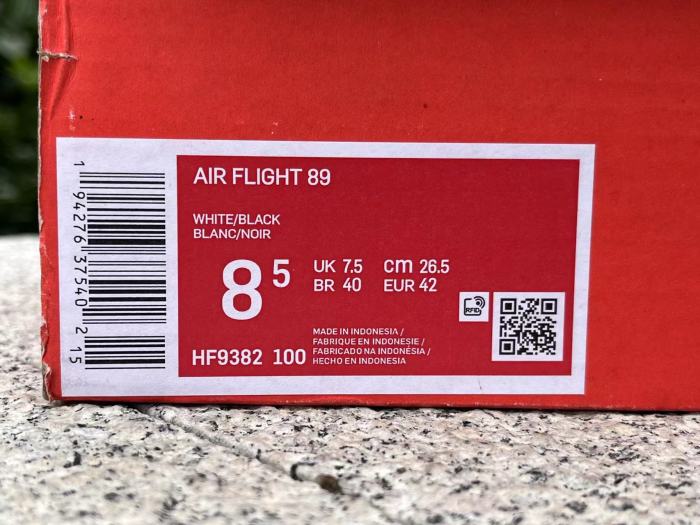 AIR FLIGHT 89
WHITE/BLACK
BLANC/NOIR
8 5
UK 7.5 cm 26.5
BR 40 EUR 42
RFID
MADE IN INDONESIA /
FABRIQUE EN INDONESIE /
FABRICADO NA INDONÉSIA /
HECHO EN INDONESIA
HF9382 100
1 94276 37540 2 15